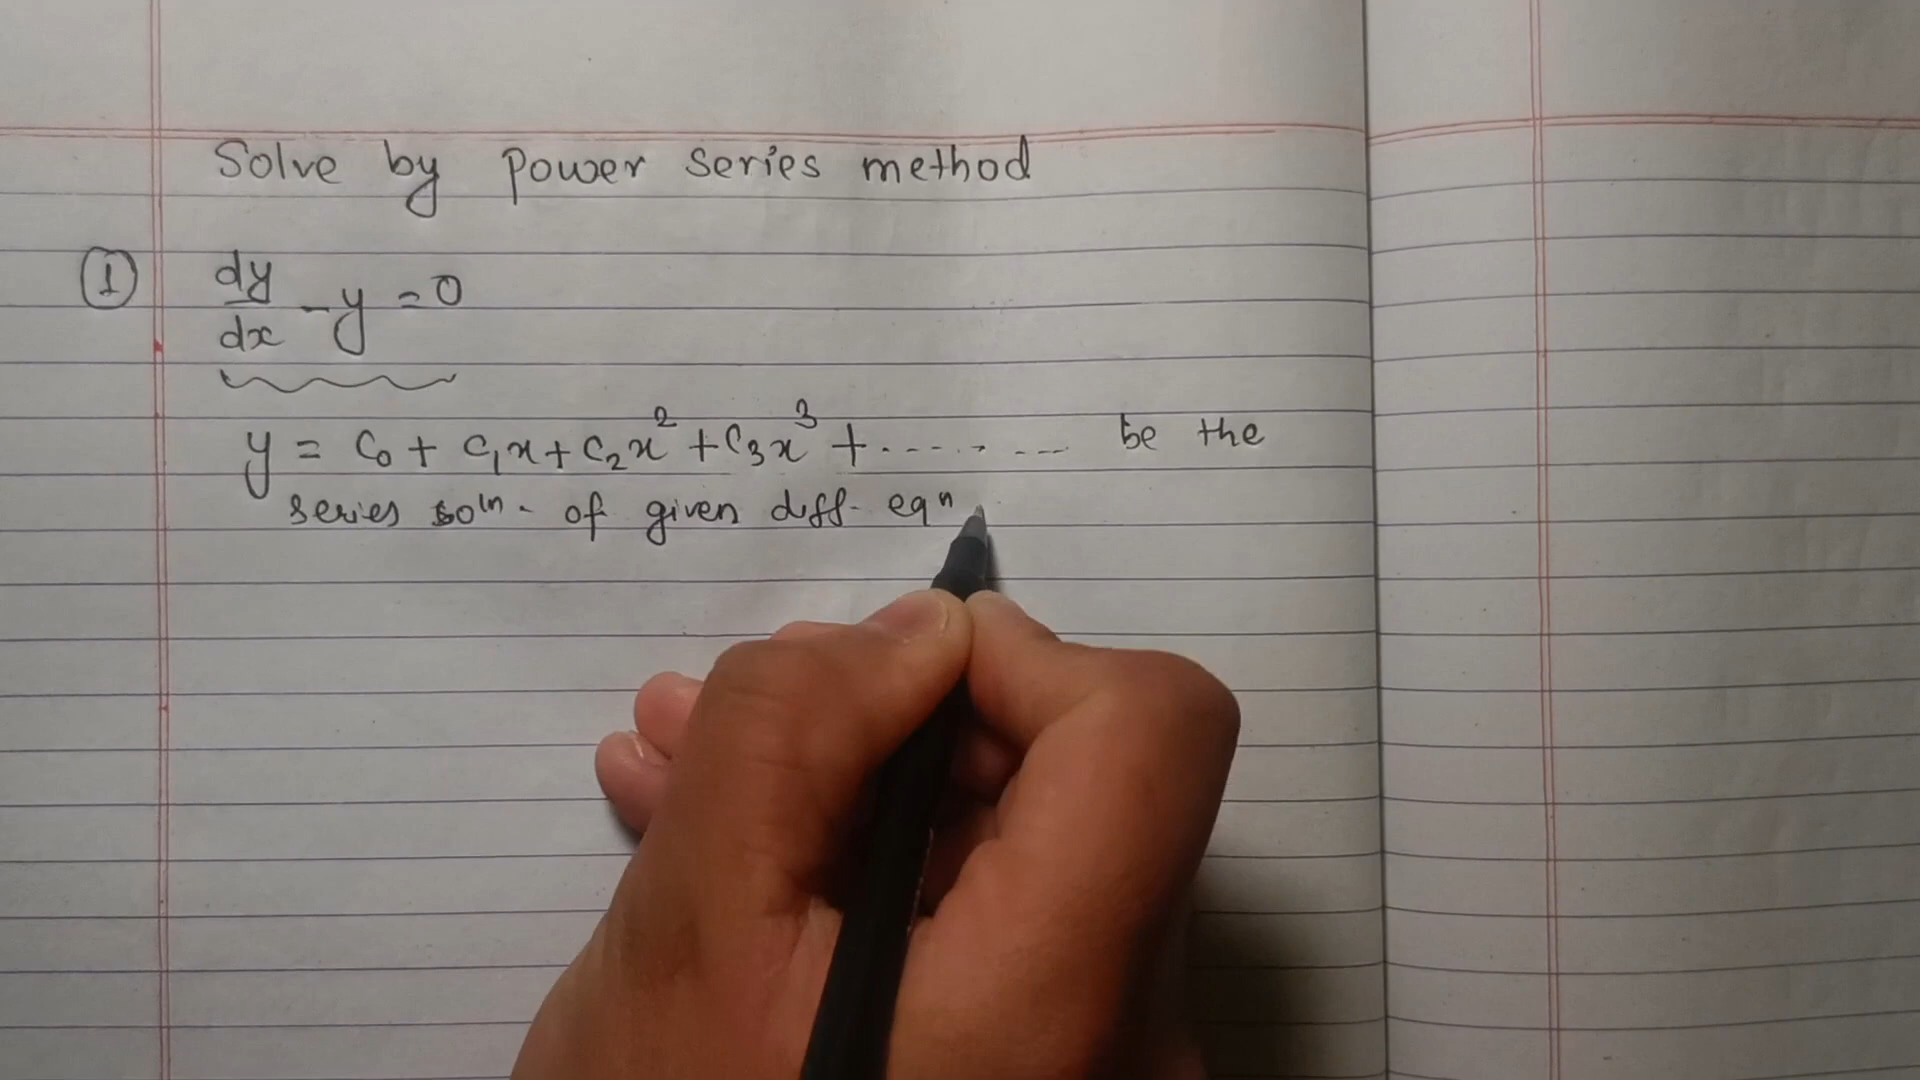 Solve by power series method
① dy/dx - y = 0
y = c₀ + c₁x + c₂x² + c₃x³ + ......... be the
series soln. of given diff. eqⁿ